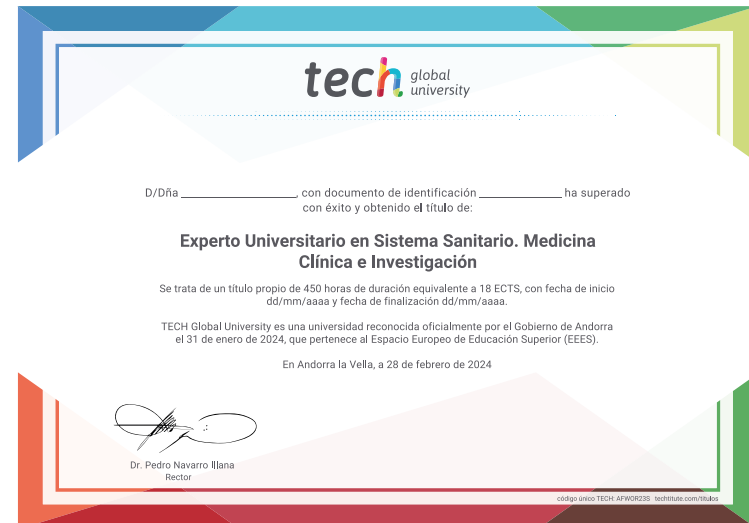 tech global
university
D/Dña ____________________, con documento de identificación ______________ ha superado
con éxito y obtenido el título de:
Experto Universitario en Sistema Sanitario. Medicina
Clínica e Investigación
Se trata de un título propio de 450 horas de duración equivalente a 18 ECTS, con fecha de inicio
dd/mm/aaaa y fecha de finalización dd/mm/aaaa.
TECH Global University es una universidad reconocida oficialmente por el Gobierno de Andorra
el 31 de enero de 2024, que pertenece al Espacio Europeo de Educación Superior (EEES).
En Andorra la Vella, a 28 de febrero de 2024
Dr. Pedro Navarro Illana
Rector
código único TECH: AFWOR23S techtitute.com/titulos